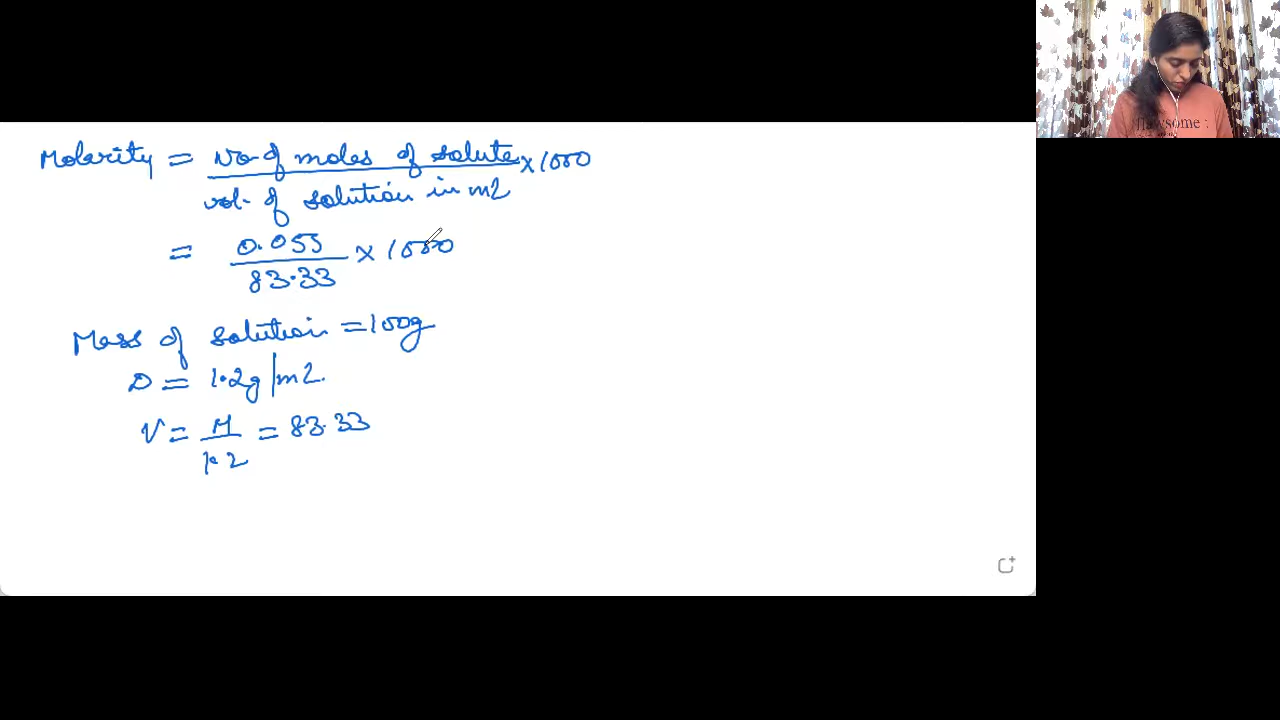 Molarity = No of moles of solute × 1000
vol. of solution in ml
= 0.055 × 1000
83.33
Mass of solution = 100g
D = 1.2g/ml.
V = M = 83.33
1.2
flawsome :